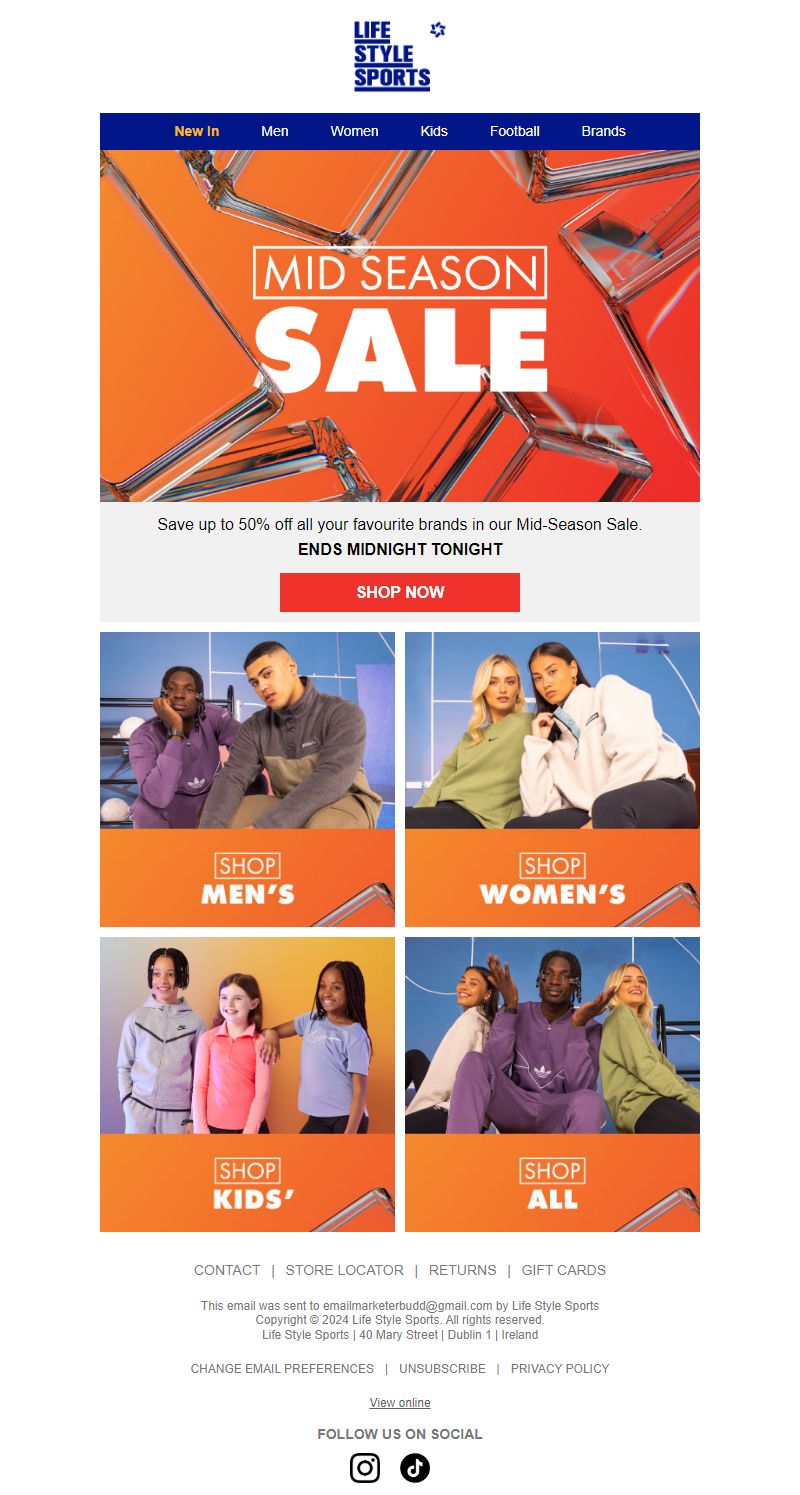 LIFE
STYLE
SPORTS
New In Men Women Kids Football Brands
MID SEASON
SALE
Save up to 50% off all your favourite brands in our Mid-Season Sale.
ENDS MIDNIGHT TONIGHT
SHOP NOW
SHOP
MEN'S
SHOP
WOMEN'S
SHOP
KIDS'
SHOP
ALL
CONTACT | STORE LOCATOR | RETURNS | GIFT CARDS
This email was sent to emailmarketerbudd@gmail.com by Life Style Sports
Copyright © 2024 Life Style Sports. All rights reserved.
Life Style Sports | 40 Mary Street | Dublin 1 | Ireland
CHANGE EMAIL PREFERENCES | UNSUBSCRIBE | PRIVACY POLICY
View online
FOLLOW US ON SOCIAL